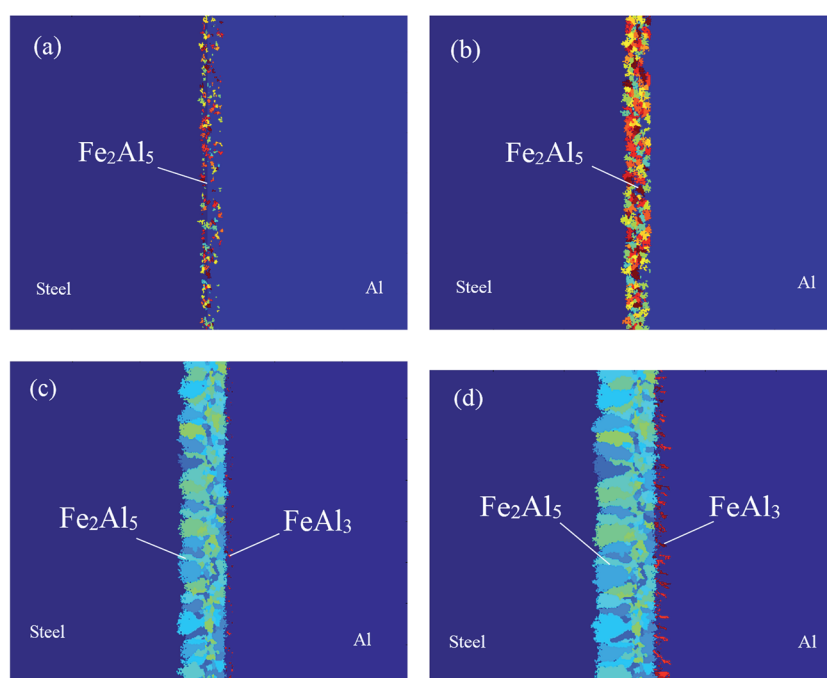 (a)
Fe₂Al₅
Steel
Al
(b)
Fe₂Al₅
Steel
Al
(c)
Fe₂Al₅
FeAl₃
Steel
Al
(d)
Fe₂Al₅
FeAl₃
Steel
Al